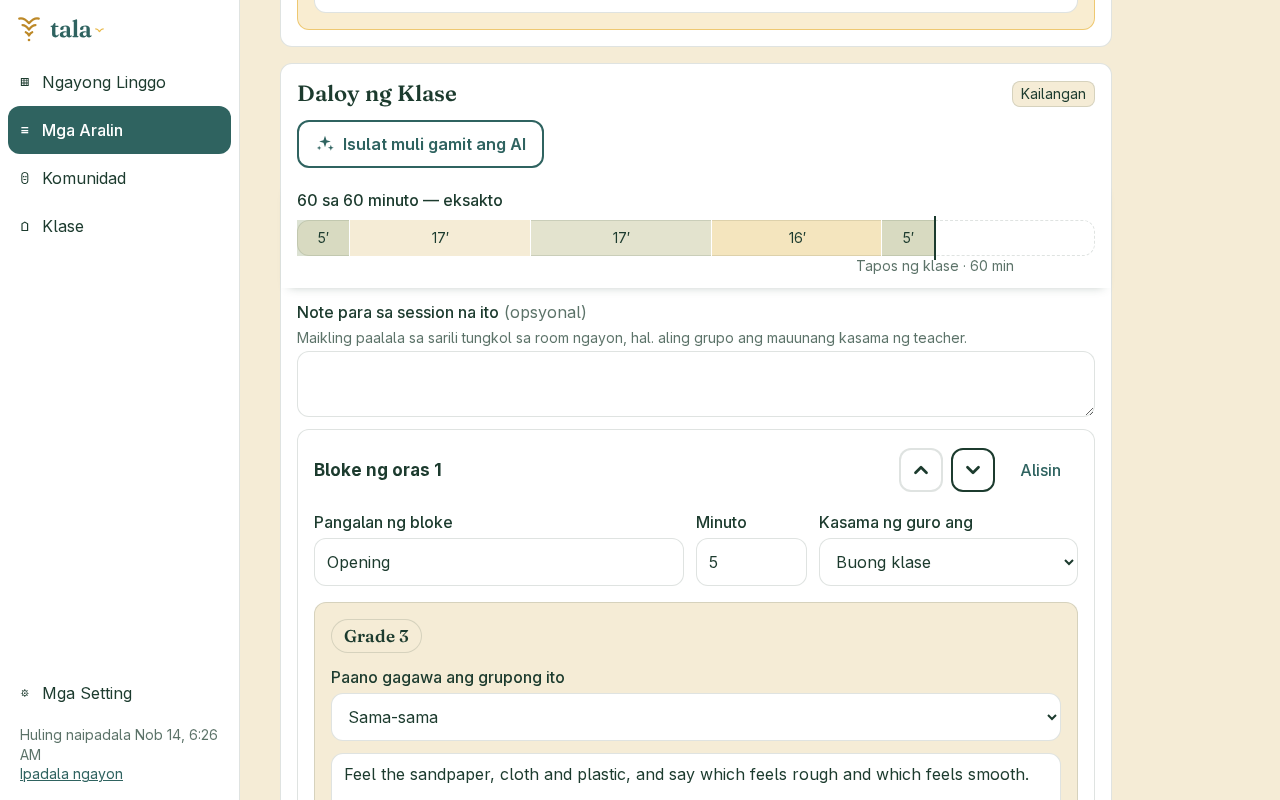 tala
Ngayong Linggo
Mga Aralin
Komunidad
Klase
Mga Setting
Huling naipadala Nob 14, 6:26
AM
Ipadala ngayon
Daloy ng Klase
Kailangan
Isulat muli gamit ang AI
60 sa 60 minuto — eksakto
5′ 17′ 17′ 16′ 5′
Tapos ng klase · 60 min
Note para sa session na ito (opsyonal)
Maikling paalala sa sarili tungkol sa room ngayon, hal. aling grupo ang mauunang kasama ng teacher.
Bloke ng oras 1
Alisin
Pangalan ng bloke Minuto Kasama ng guro ang
Opening 5 Buong klase
Grade 3
Paano gagawa ang grupong ito
Sama-sama
Feel the sandpaper, cloth and plastic, and say which feels rough and which feels smooth.